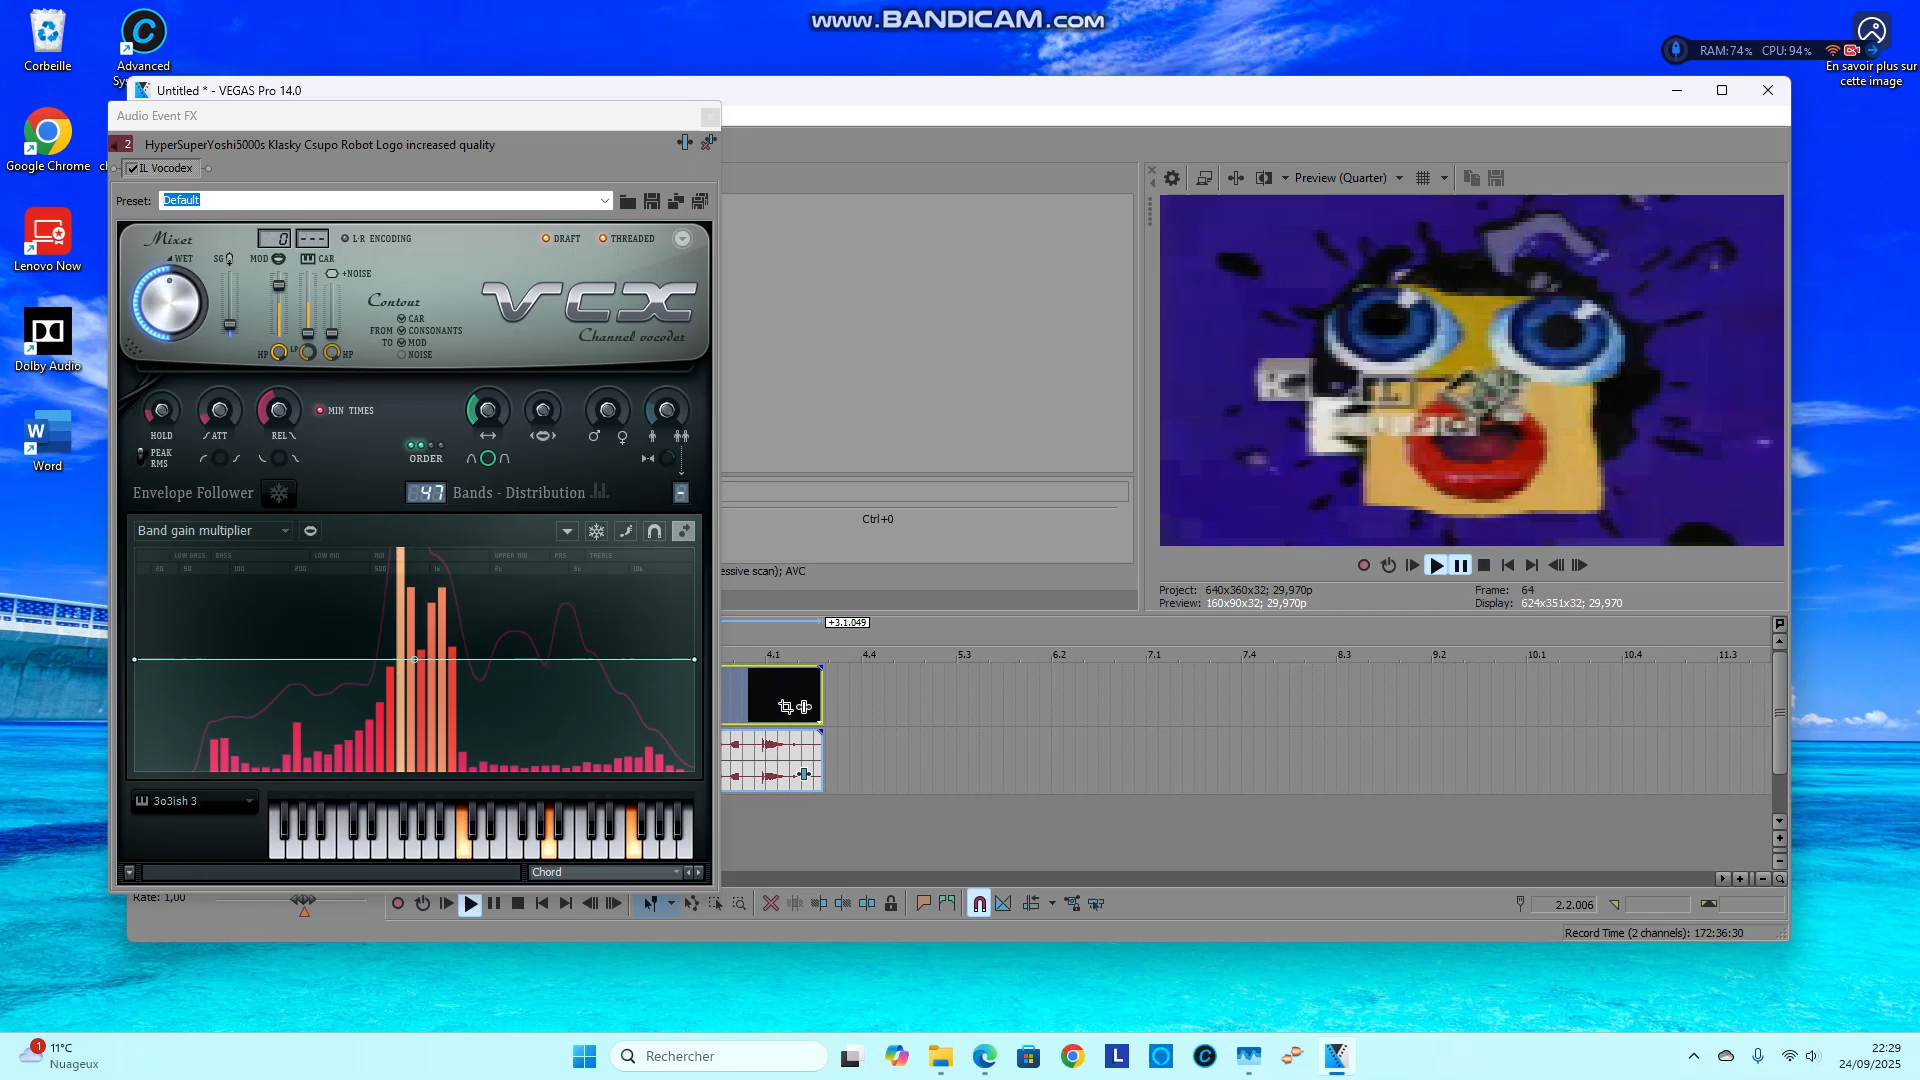 www.BANDICAM.com
Corbeille
Advanced
Sy
RAM:74% CPU:94%
En savoir plus sur
cette image
Untitled * - VEGAS Pro 14.0
Audio Event FX
2 HyperSuperYoshi5000s Klasky Csupo Robot Logo increased quality
Google Chrome
IL Vocodex
Preset: Default
Preview (Quarter)
Mixer
0 ---
L-R ENCODING
DRAFT THREADED
WET SG MOD CAR
+NOISE
Contour
CAR
FROM CONSONANTS
TO MOD
NOISE
HP LP HP
VCX
Channel vocoder
Lenovo Now
Dolby Audio
Word
MIN TIMES
HOLD ATT REL
PEAK
RMS
ORDER
Envelope Follower
47 Bands - Distribution
Band gain multiplier
LOW BASS BASS LOW MID MID UPPER MID PRS TREBLE
20 50 100 200 500 1k 2k 5k 10k
Ctrl+0
essive scan); AVC
Project: 640x360x32; 29,970p
Preview: 160x90x32; 29,970p
Frame: 64
Display: 624x351x32; 29,970
+3.1.049
4.1 4.4 5.3 6.2 7.1 7.4 8.3 9.2 10.1 10.4 11.3
3o3ish 3
Chord
Rate: 1,00
2.2.006
Record Time (2 channels): 172:36:30
1
11°C
Nuageux
Rechercher
22:29
24/09/2025